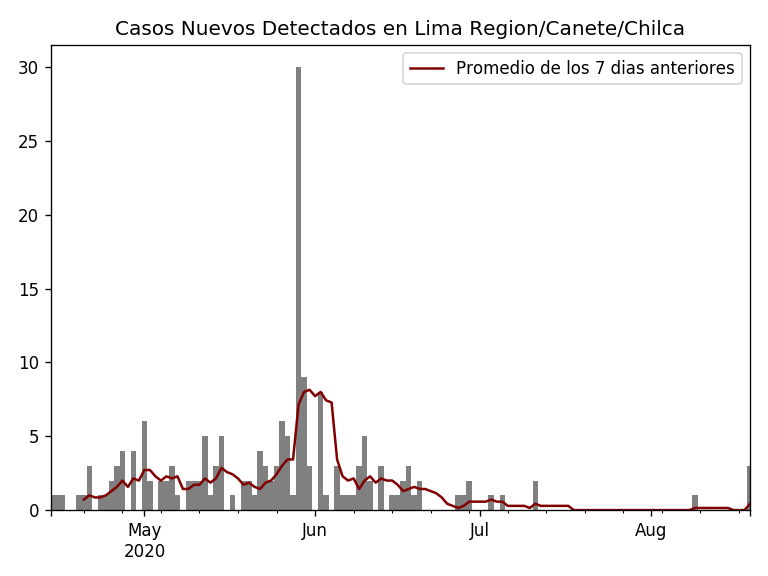 Casos Nuevos Detectados en Lima Region/Canete/Chilca
Promedio de los 7 dias anteriores
30
25
20
15
10
5
0
May
2020
Jun
Jul
Aug